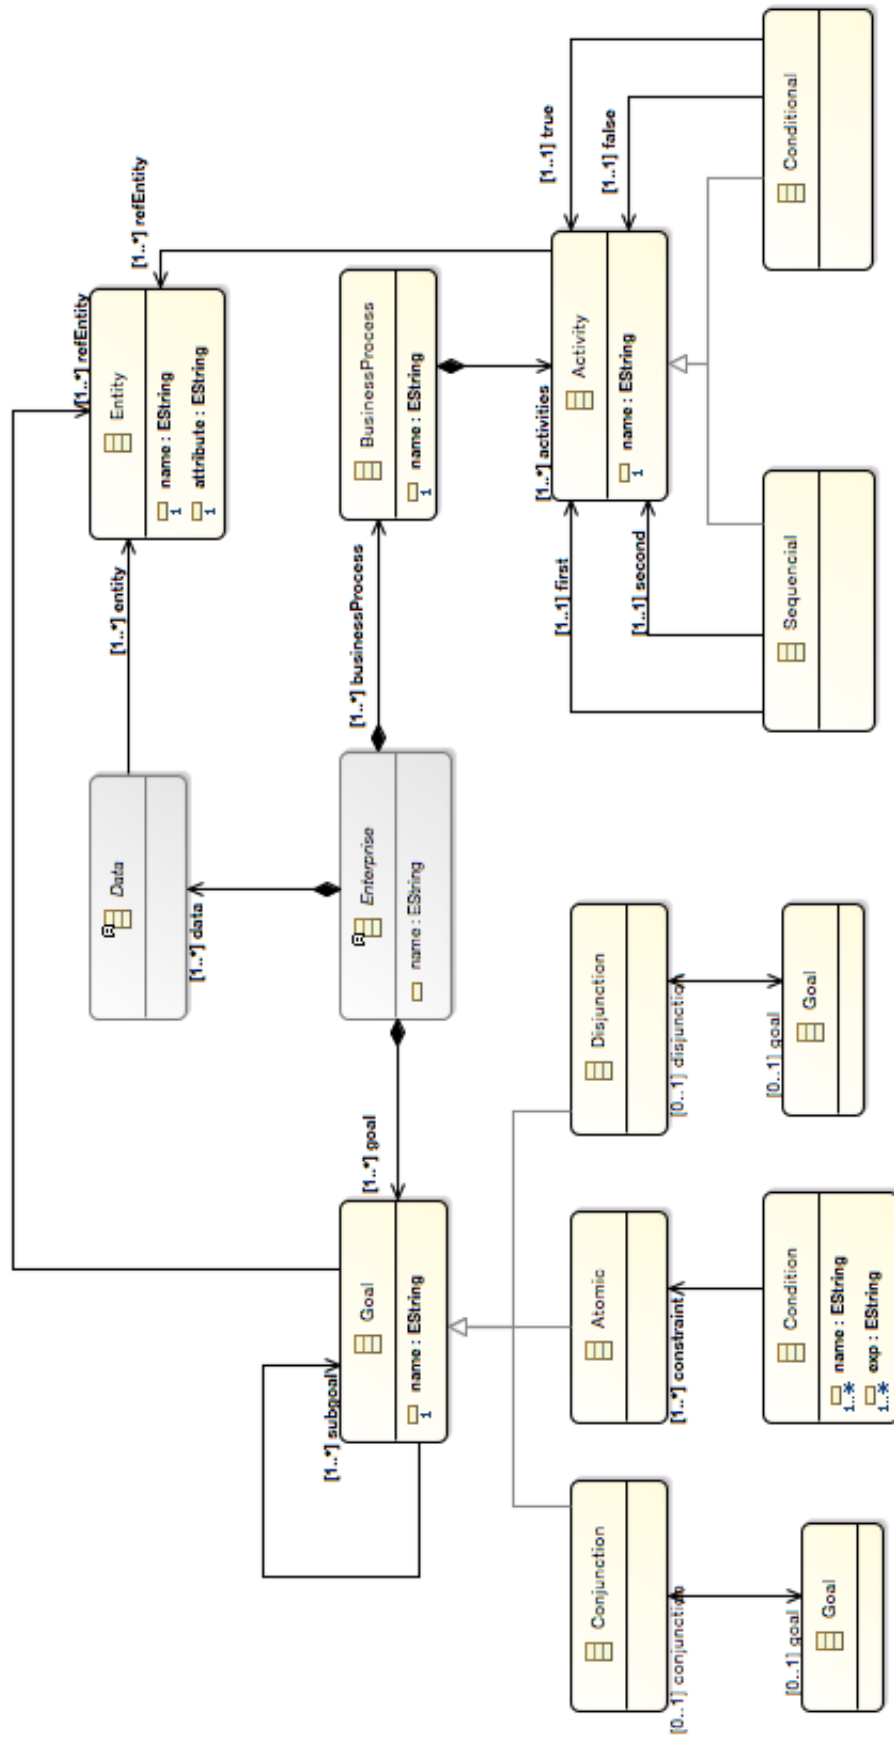 [1..*] refEntity
[1..*] refEntity
Entity
1 name : EString
1 attribute : EString
[1..*] entity
Data
[1..*] data
Enterprise
name : EString
[1..*] businessProcess
BusinessProcess
1 name : EString
[1..*] goal
Goal
1 name : EString
[1..*] subgoal
[1..*] activities
Activity
1 name : EString
[1..1] true
[1..1] false
[1..1] first
[1..1] second
Conjunction
[0..1] conjunction
[0..1] goal
Goal
Atomic
[1..*] constraint
Condition
1..* name : EString
1..* exp : EString
Disjunction
[0..1] disjunction
[0..1] goal
Goal
Sequencial
Conditional